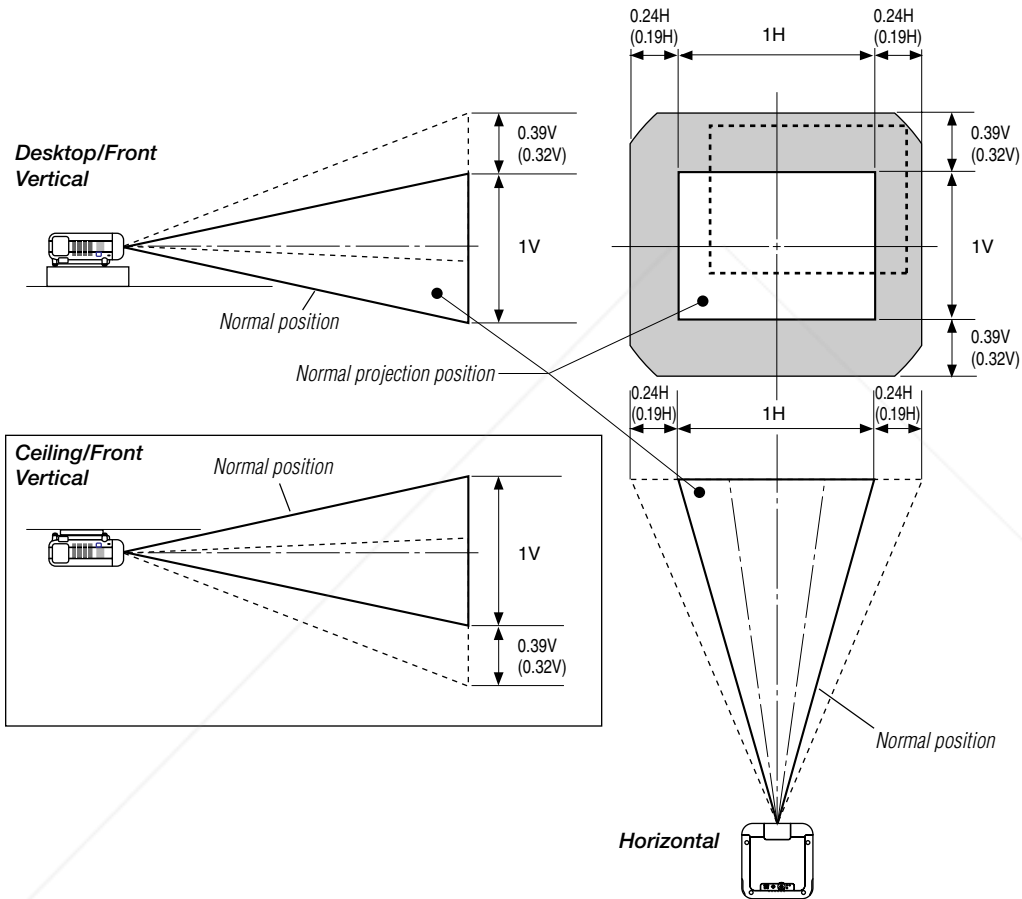 0.24H
(0.19H)
1H
0.24H
(0.19H)
Desktop/Front
Vertical
0.39V
(0.32V)
1V
0.39V
(0.32V)
1V
0.39V
(0.32V)
Normal position
Normal projection position
0.24H
(0.19H)
1H
0.24H
(0.19H)
Ceiling/Front
Vertical
Normal position
1V
0.39V
(0.32V)
Normal position
Horizontal